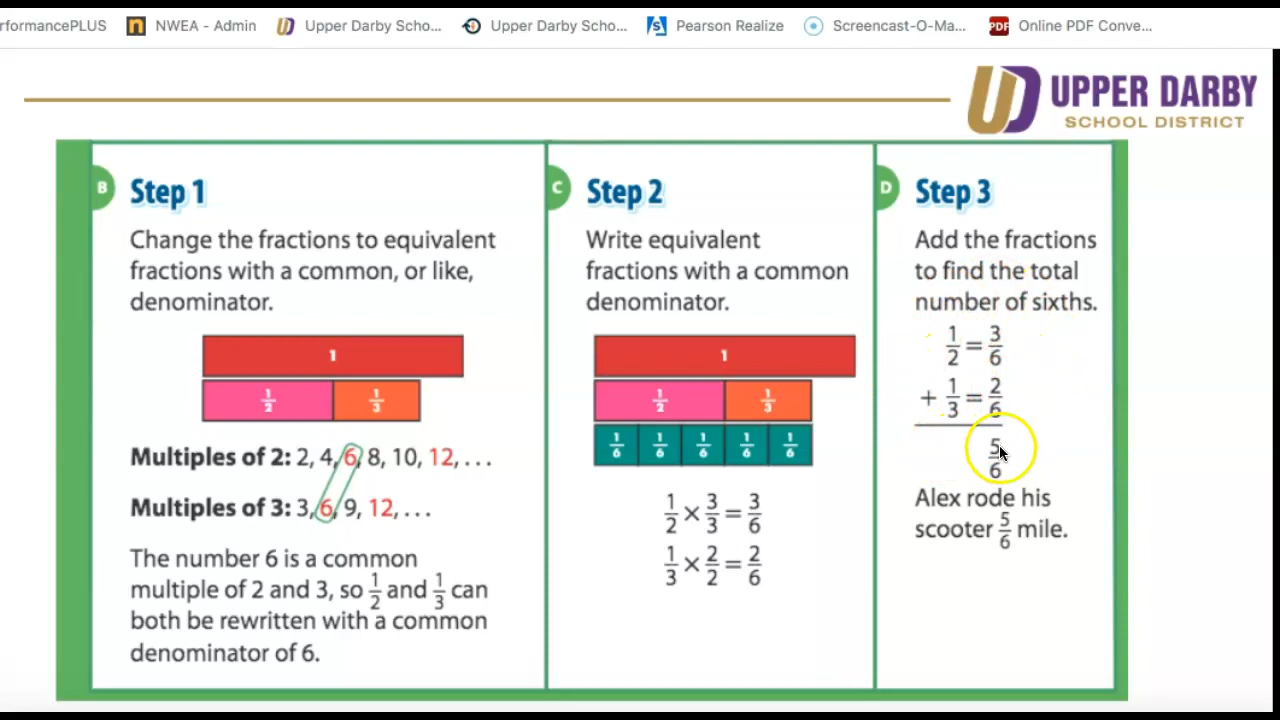 rformancePLUS NWEA - Admin Upper Darby Scho... Upper Darby Scho... Pearson Realize Screencast-O-Ma... PDF Online PDF Conve...
UD UPPER DARBY
SCHOOL DISTRICT
B Step 1
Change the fractions to equivalent
fractions with a common, or like,
denominator.
1
1/2 1/3
Multiples of 2: 2, 4, 6, 8, 10, 12, . . .
Multiples of 3: 3, 6, 9, 12, . . .
The number 6 is a common
multiple of 2 and 3, so 1/2 and 1/3 can
both be rewritten with a common
denominator of 6.
C Step 2
Write equivalent
fractions with a common
denominator.
1
1/2 1/3
1/6 1/6 1/6 1/6 1/6
1/2 × 3/3 = 3/6
1/3 × 2/2 = 2/6
D Step 3
Add the fractions
to find the total
number of sixths.
1/2 = 3/6
+ 1/3 = 2/6
5/6
Alex rode his
scooter 5/6 mile.